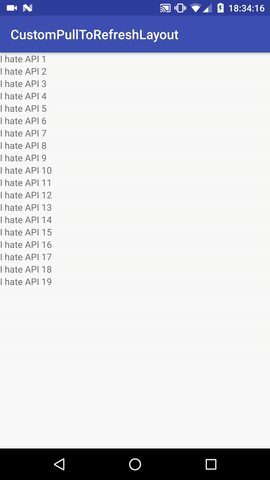 18:34:16
CustomPullToRefreshLayout
I hate API 1
I hate API 2
I hate API 3
I hate API 4
I hate API 5
I hate API 6
I hate API 7
I hate API 8
I hate API 9
I hate API 10
I hate API 11
I hate API 12
I hate API 13
I hate API 14
I hate API 15
I hate API 16
I hate API 17
I hate API 18
I hate API 19